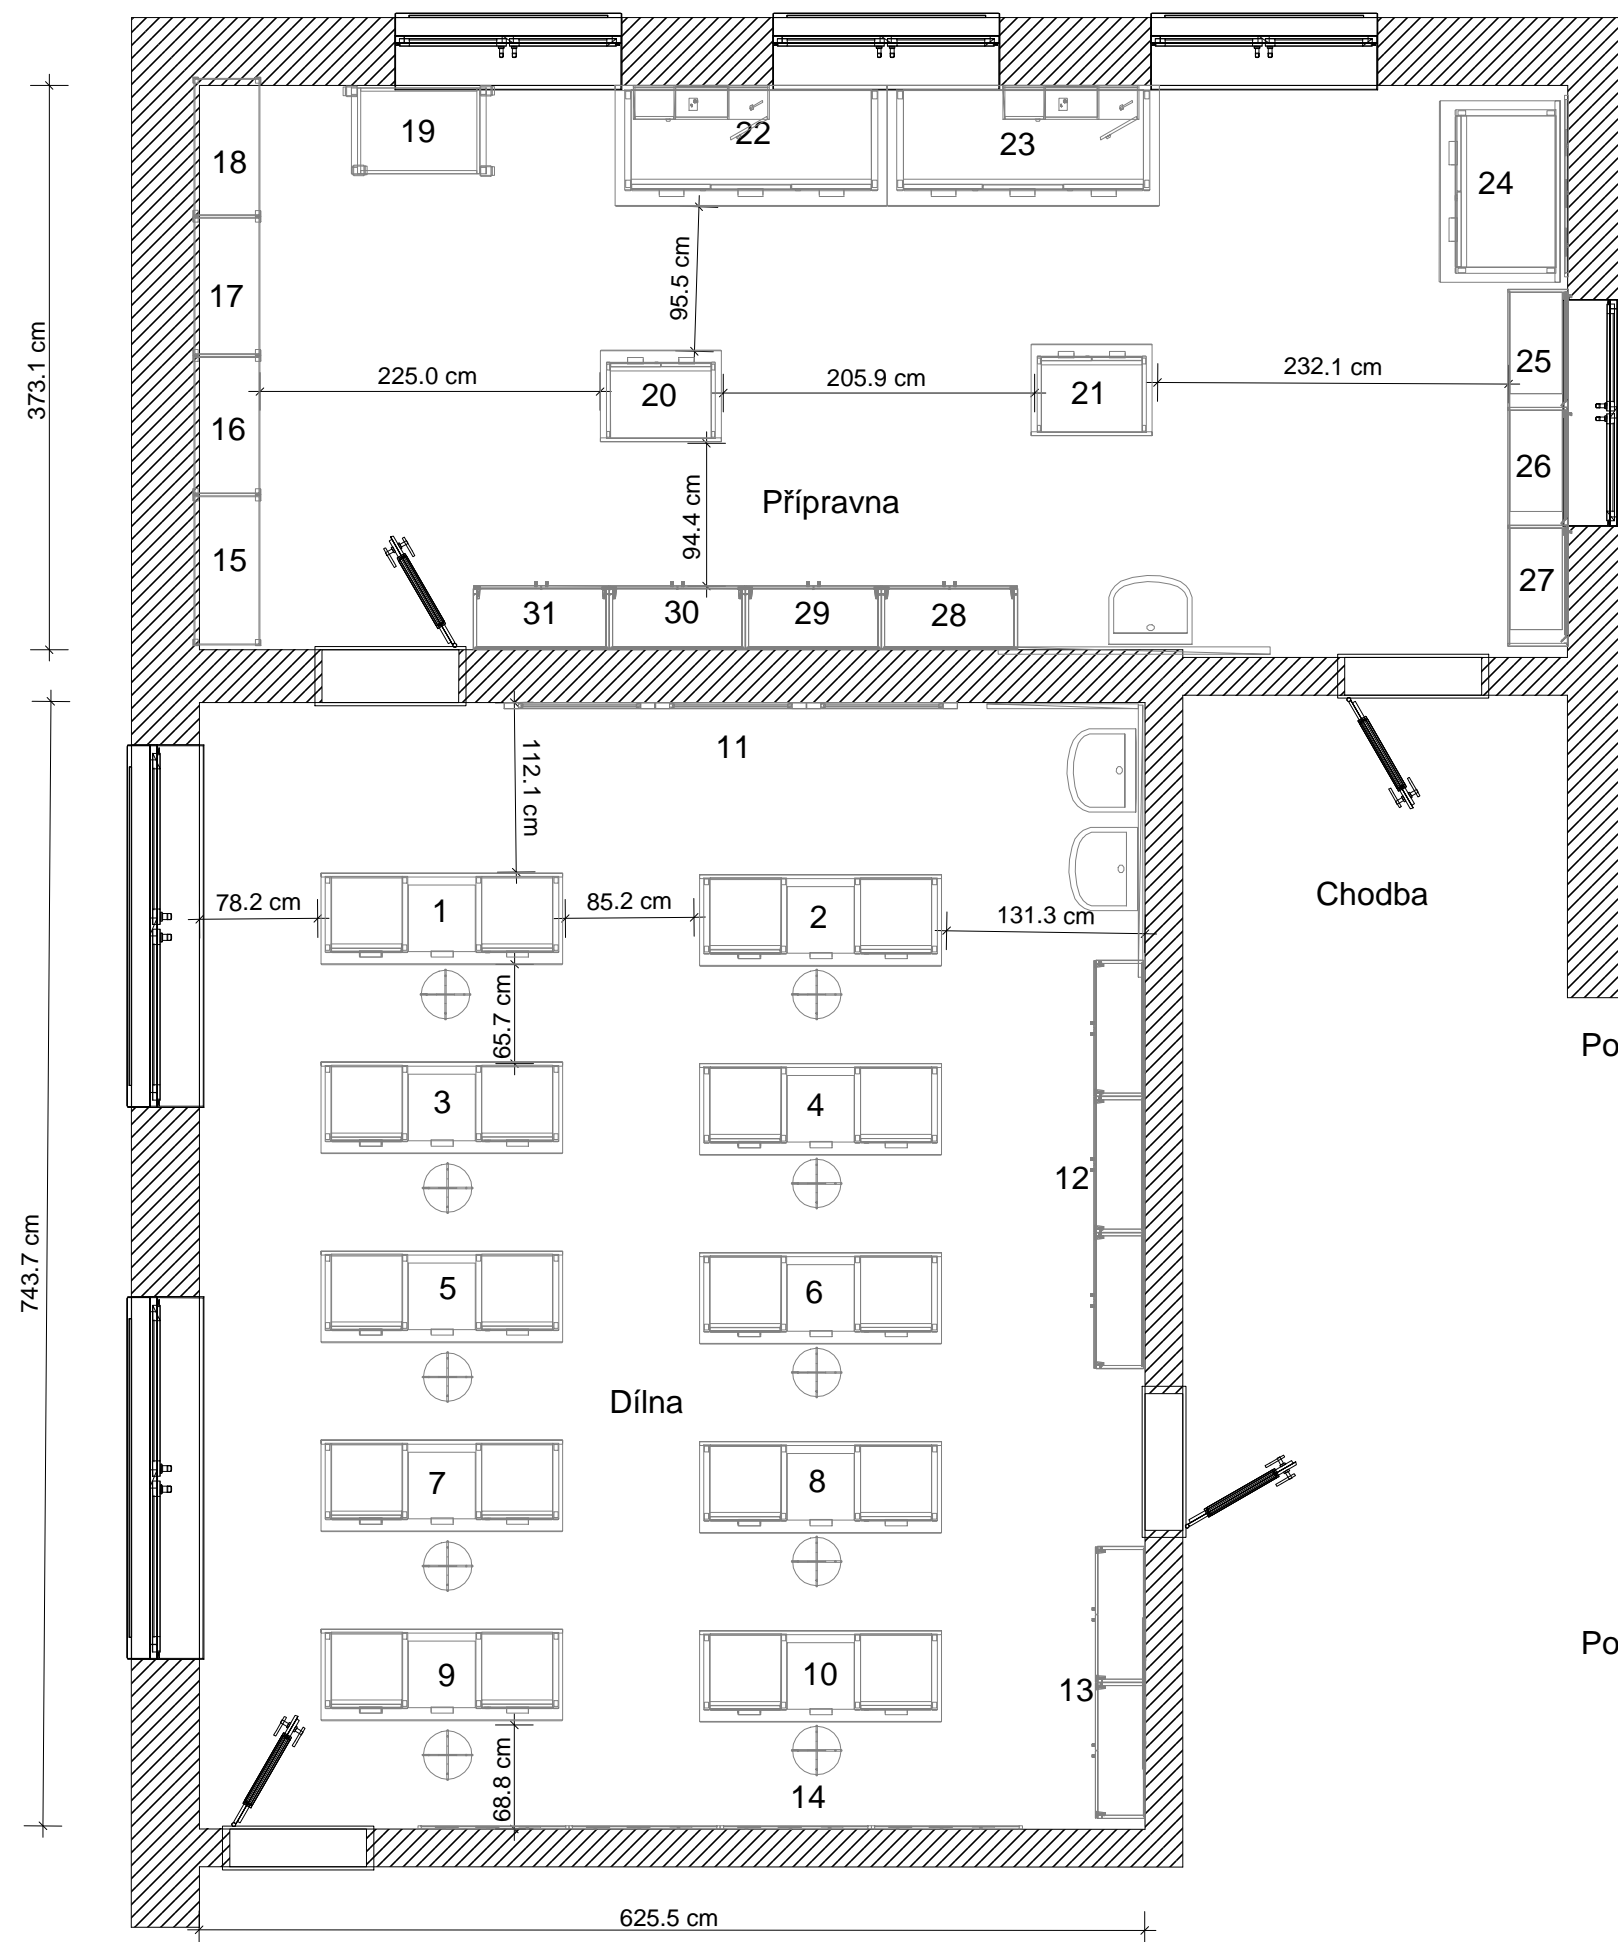 19
22
23
18
24
95.5 cm
17
373.1 cm
225.0 cm
20
205.9 cm
21
232.1 cm
25
16
26
94.4 cm
Přípravna
15
27
31
30
29
28
11
112.1 cm
78.2 cm
1
85.2 cm
2
131.3 cm
Chodba
65.7 cm
Po
3
4
12
743.7 cm
5
6
Dílna
7
8
Po
9
10
13
68.8 cm
14
625.5 cm